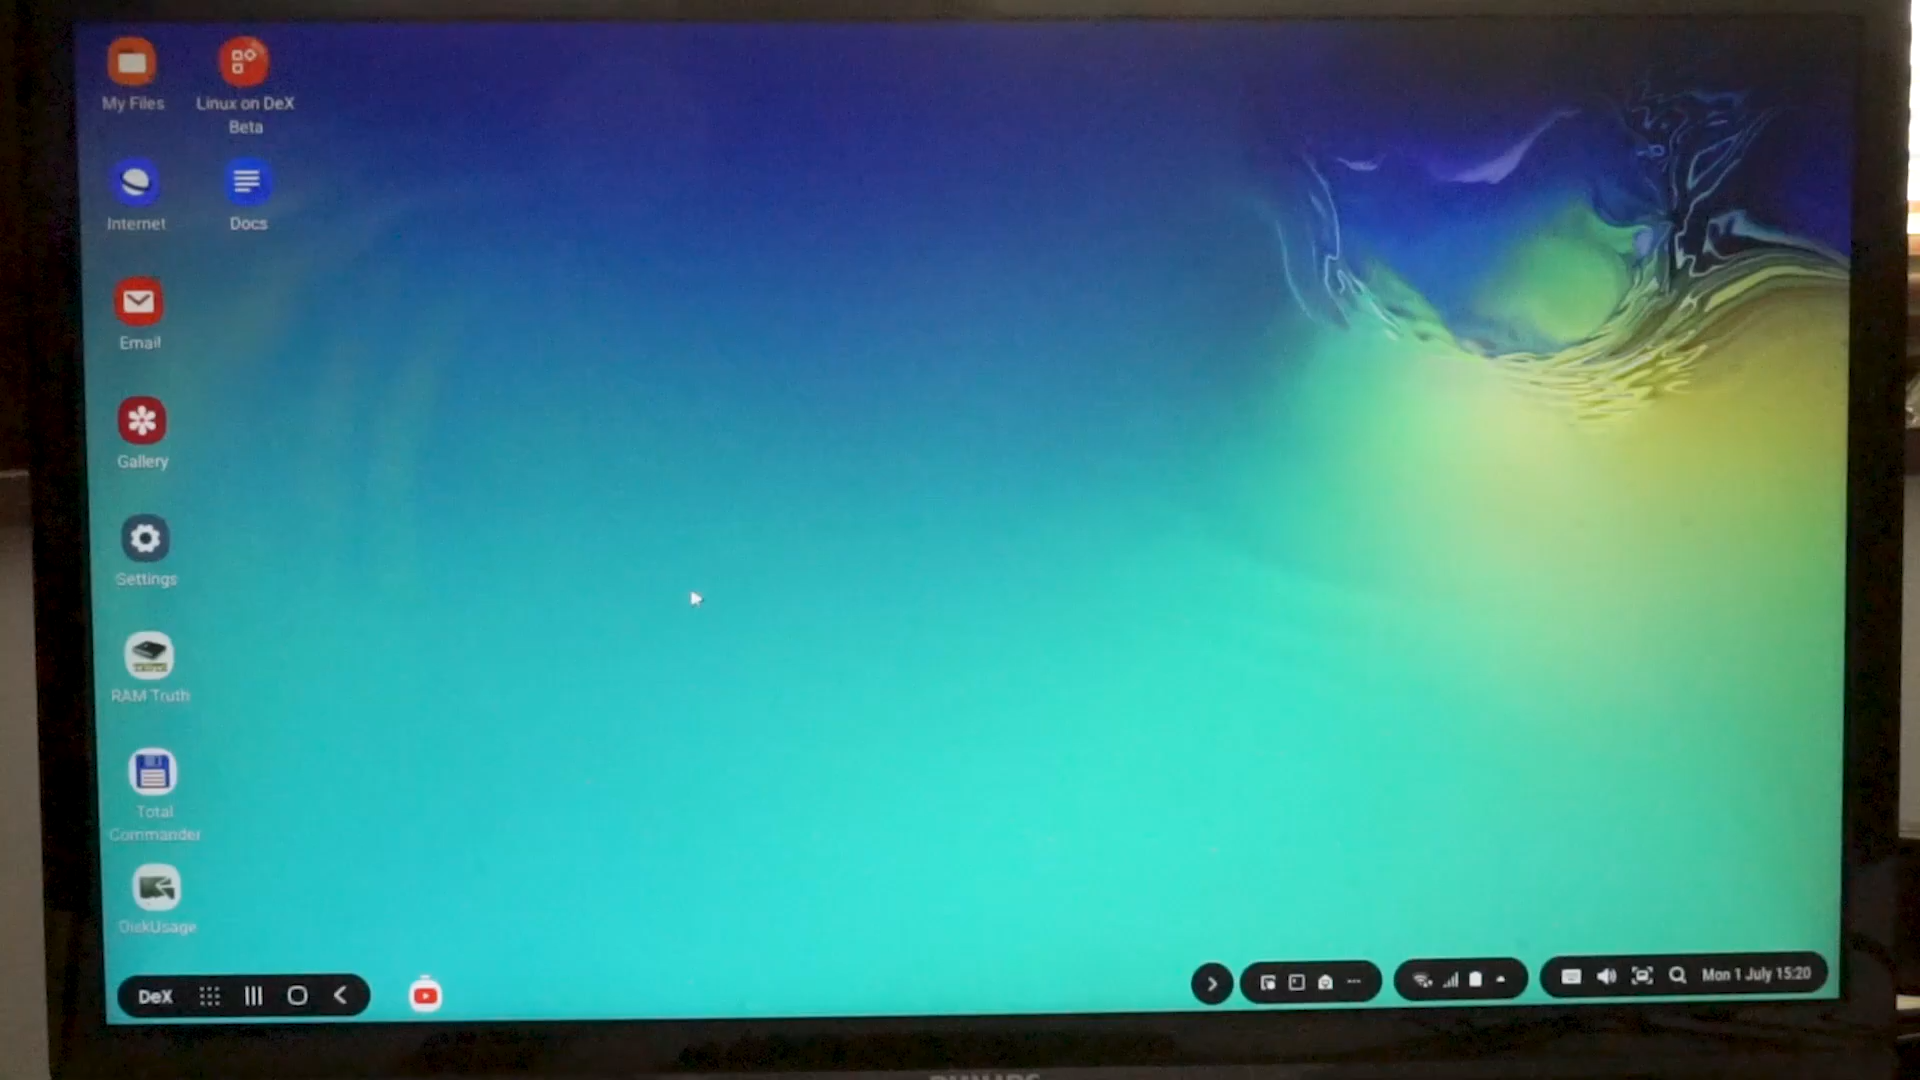 My Files
Linux on DeX
Beta
Internet
Docs
Email
Gallery
Settings
RAM Truth
Total
Commander
DiskUsage
DeX
Mon 1 July 15:20
PHILIPS